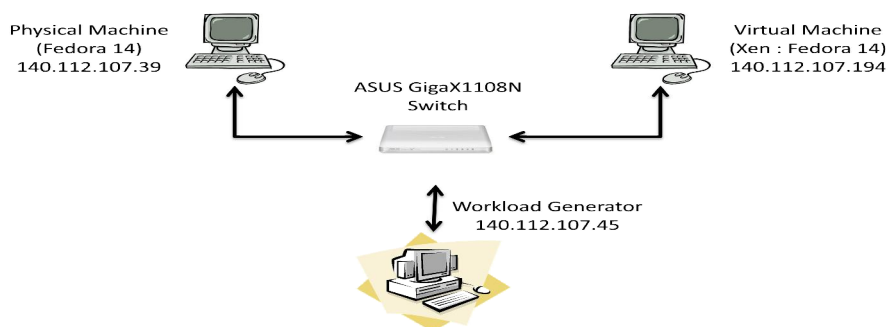 Physical Machine
(Fedora 14)
140.112.107.39
Virtual Machine
(Xen : Fedora 14)
140.112.107.194
ASUS GigaX1108N
Switch
Workload Generator
140.112.107.45